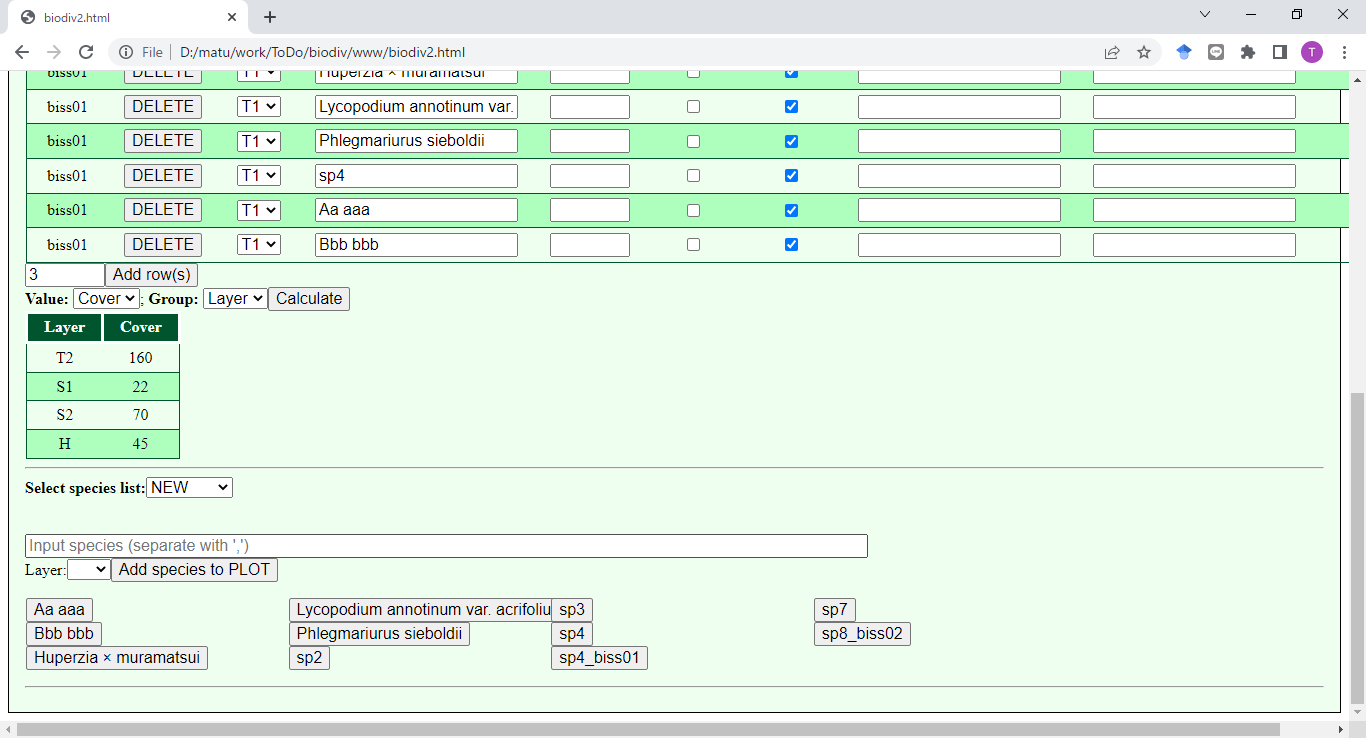 biodiv2.html
File D:/matu/work/ToDo/biodiv/www/biodiv2.html
T
biss01 DELETE T1 Huperzia × muramatsui
biss01 DELETE T1 Lycopodium annotinum var.
biss01 DELETE T1 Phlegmariurus sieboldii
biss01 DELETE T1 sp4
biss01 DELETE T1 Aa aaa
biss01 DELETE T1 Bbb bbb
3 Add row(s)
Value: Cover ; Group: Layer Calculate
Layer Cover
T2 160
S1 22
S2 70
H 45
Select species list: NEW
Input species (separate with ',')
Layer: Add species to PLOT
Aa aaa Lycopodium annotinum var. acrifoliu sp3 sp7
Bbb bbb Phlegmariurus sieboldii sp4 sp8_biss02
Huperzia × muramatsui sp2 sp4_biss01